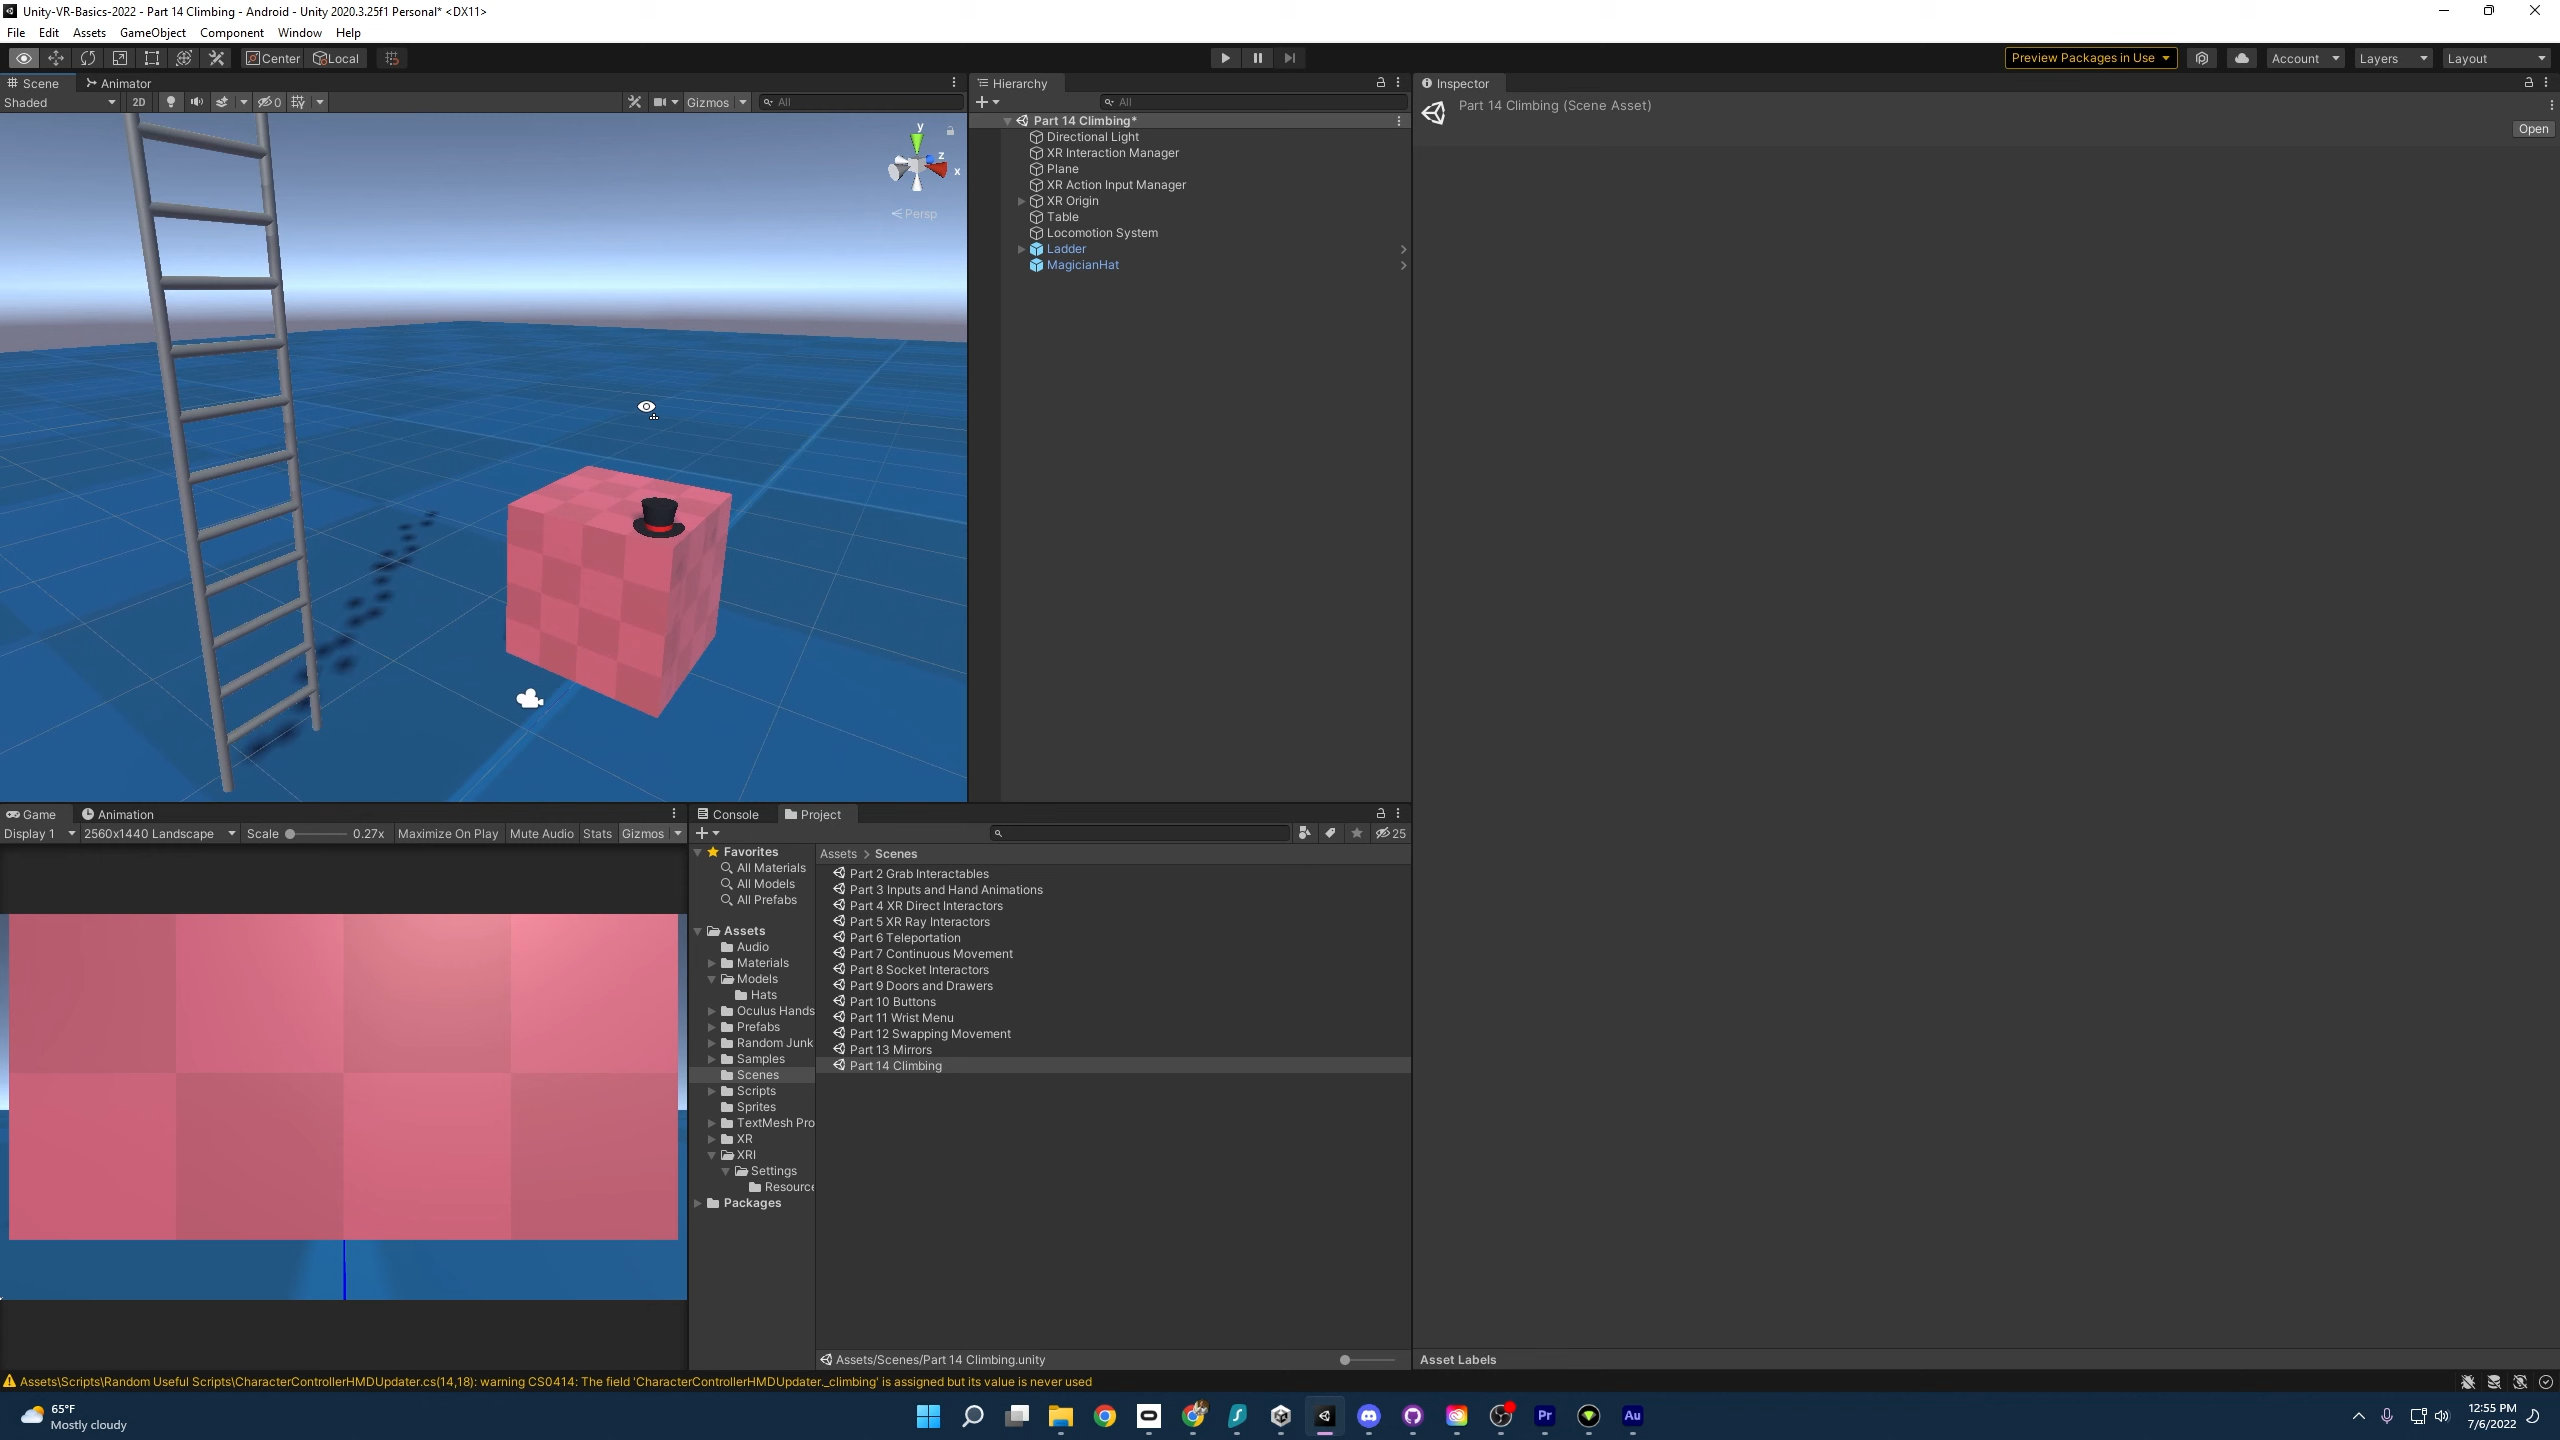 Unity-VR-Basics-2022 - Part 14 Climbing - Android - Unity 2020.3.25f1 Personal* <DX11>
File Edit Assets GameObject Component Window Help
Center Local Preview Packages in Use Account Layers Layout
Scene Animator
Shaded 2D 0 Gizmos All
y
z
x
Persp
Hierarchy
All
Part 14 Climbing*
Directional Light
XR Interaction Manager
Plane
XR Action Input Manager
XR Origin
Table
Locomotion System
Ladder
MagicianHat
Inspector
Part 14 Climbing (Scene Asset)
Open
Game Animation
Display 1 2560x1440 Landscape Scale 0.27x Maximize On Play Mute Audio Stats Gizmos
Console Project
25
Favorites
All Materials
All Models
All Prefabs
Assets
Audio
Materials
Models
Hats
Oculus Hands
Prefabs
Random Junk
Samples
Scenes
Scripts
Sprites
TextMesh Pro
XR
XRI
Settings
Resource
Packages
Assets > Scenes
Part 2 Grab Interactables
Part 3 Inputs and Hand Animations
Part 4 XR Direct Interactors
Part 5 XR Ray Interactors
Part 6 Teleportation
Part 7 Continuous Movement
Part 8 Socket Interactors
Part 9 Doors and Drawers
Part 10 Buttons
Part 11 Wrist Menu
Part 12 Swapping Movement
Part 13 Mirrors
Part 14 Climbing
Assets/Scenes/Part 14 Climbing.unity
Asset Labels
Assets\Scripts\Random Useful Scripts\CharacterControllerHMDUpdater.cs(14,18): warning CS0414: The field 'CharacterControllerHMDUpdater._climbing' is assigned but its value is never used
65°F
Mostly cloudy
Pr
Au
12:55 PM
7/6/2022